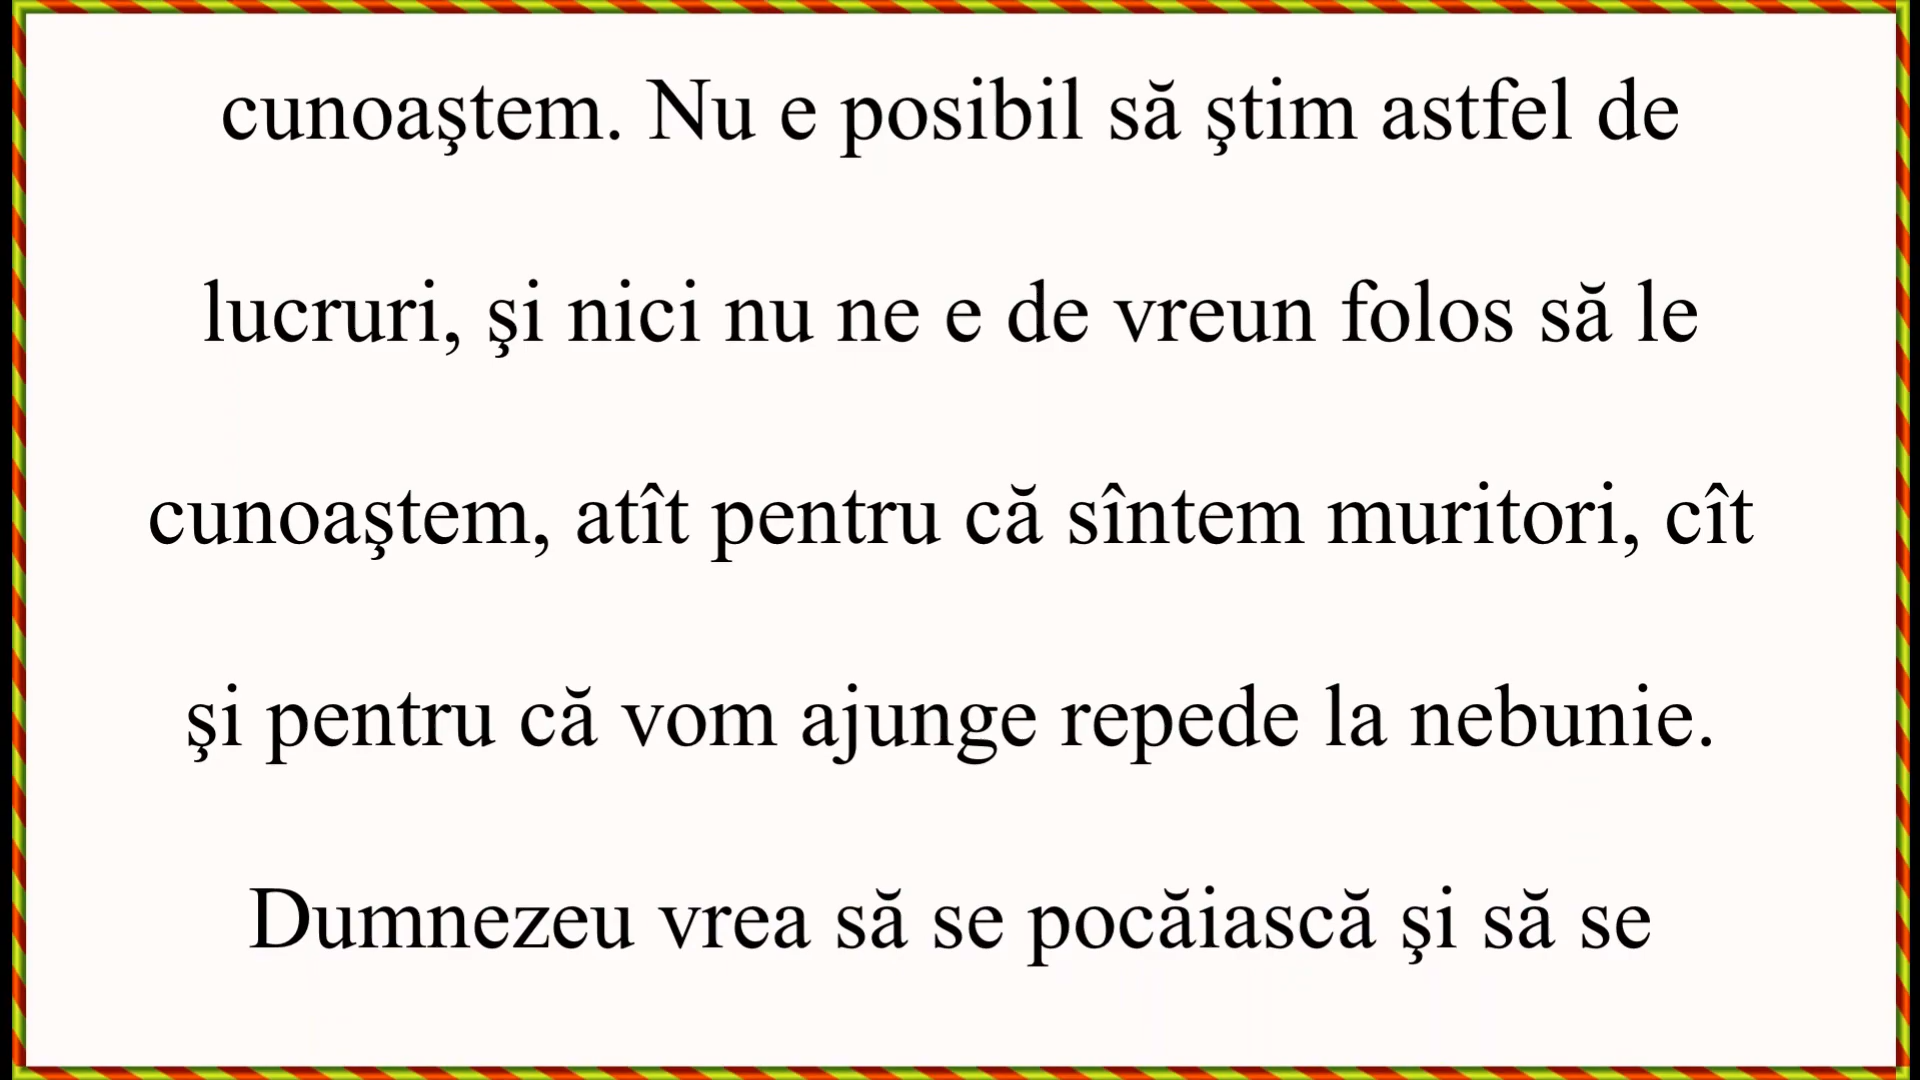 cunoaştem. Nu e posibil să ştim astfel de
lucruri, şi nici nu ne e de vreun folos să le
cunoaştem, atît pentru că sîntem muritori, cît
şi pentru că vom ajunge repede la nebunie.
Dumnezeu vrea să se pocăiască şi să se